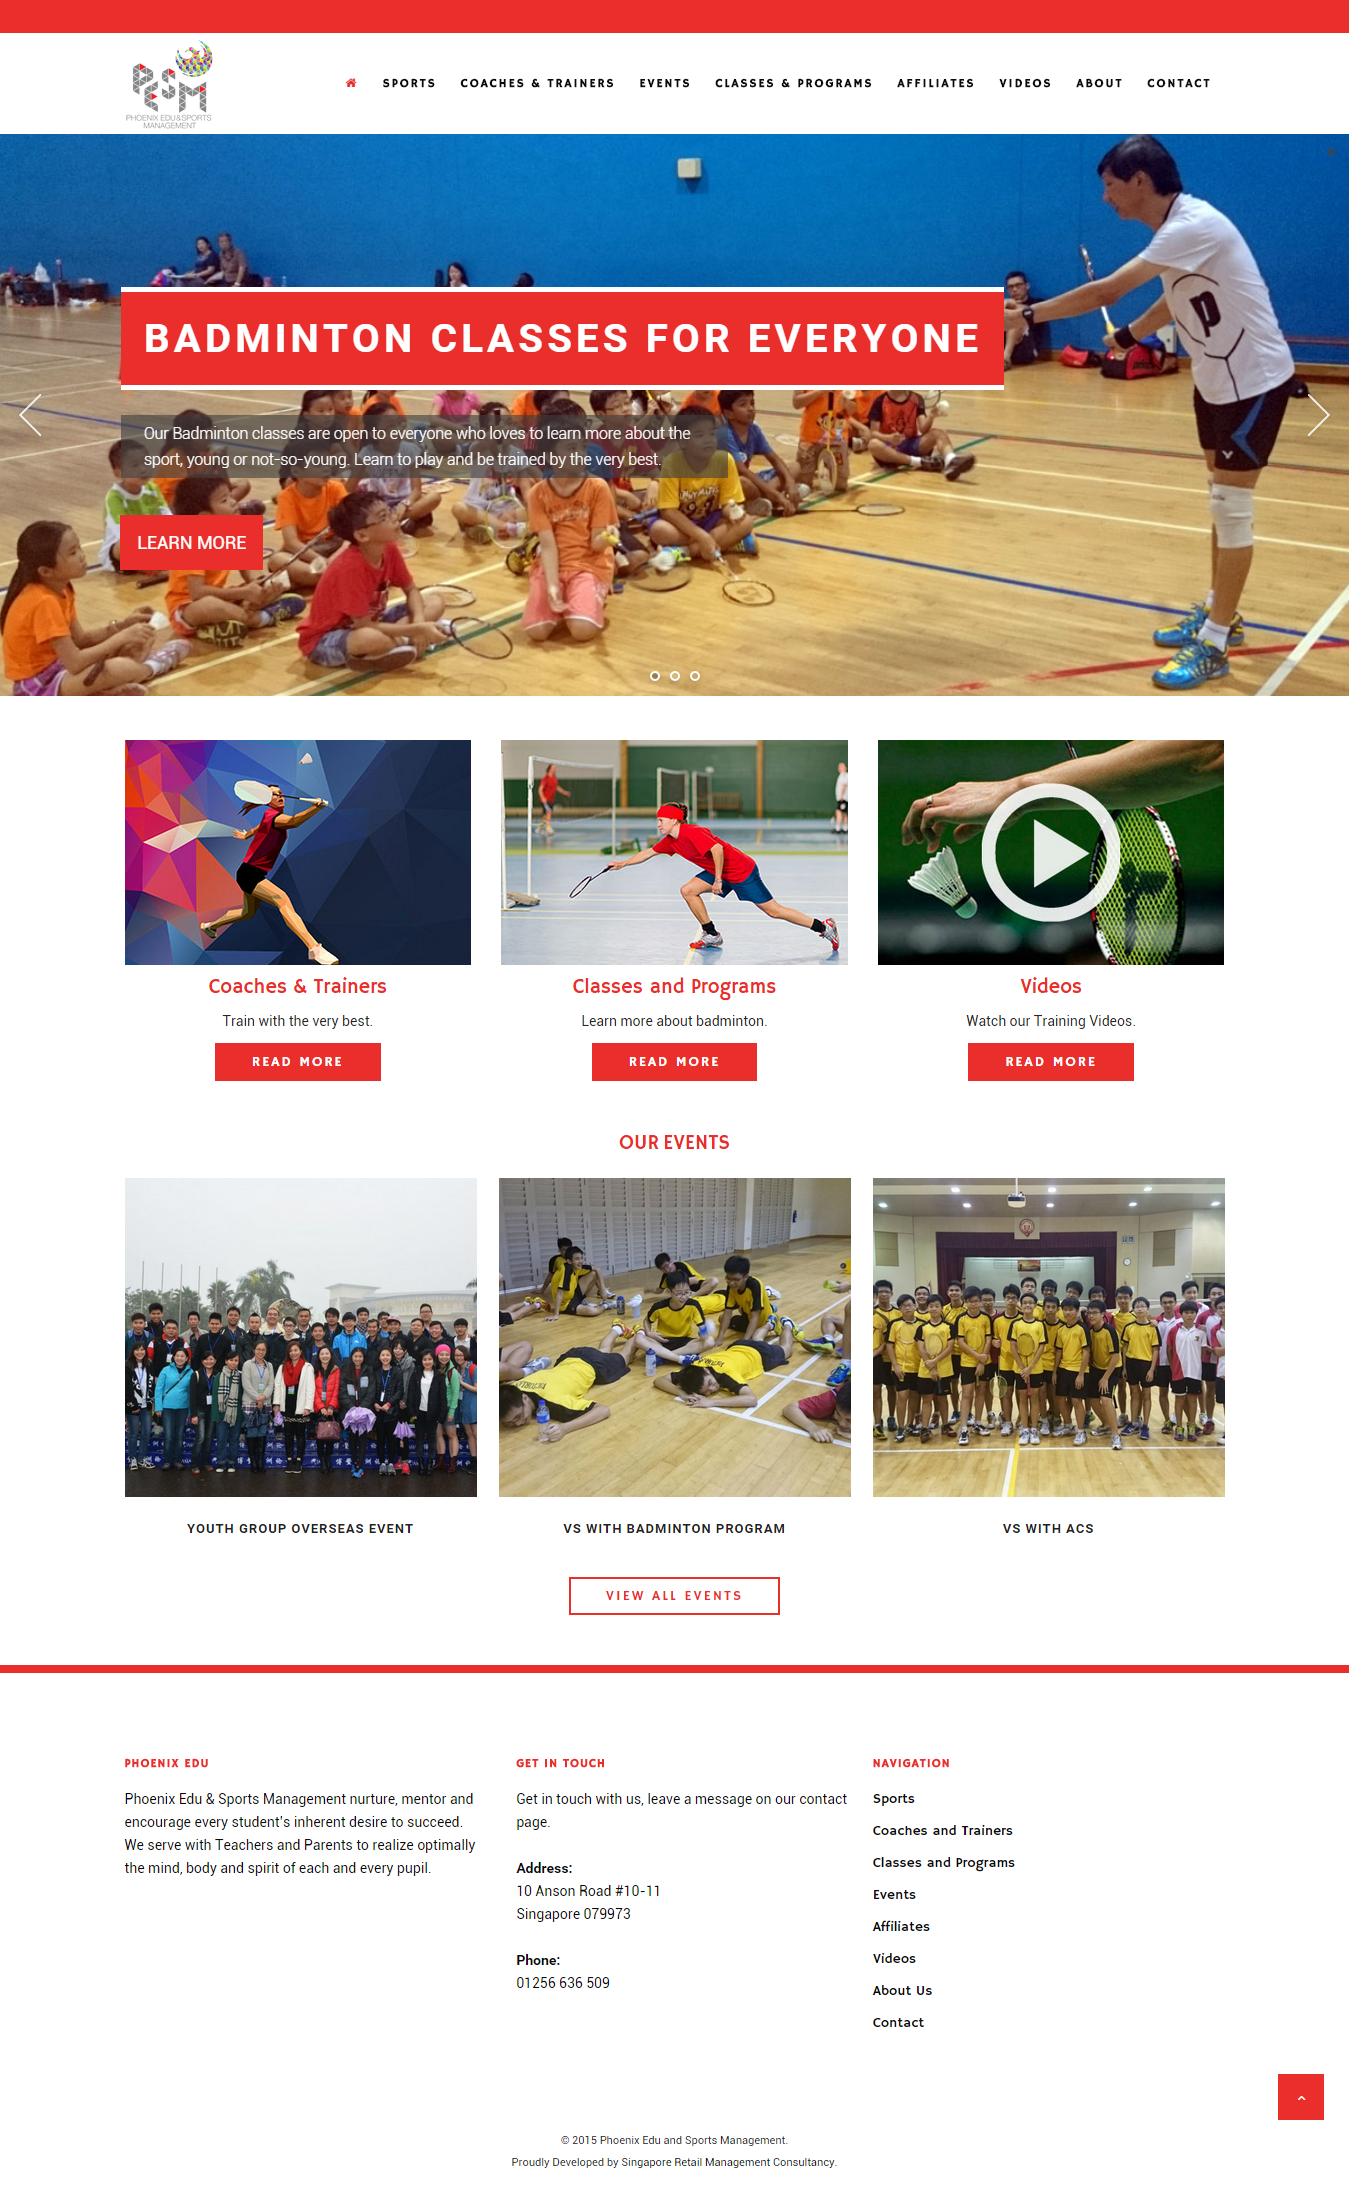 PHOENIX EDU&SPORTS
MANAGEMENT
SPORTS COACHES & TRAINERS EVENTS CLASSES & PROGRAMS AFFILIATES VIDEOS ABOUT CONTACT
BADMINTON CLASSES FOR EVERYONE
Our Badminton classes are open to everyone who loves to learn more about the
sport, young or not-so-young. Learn to play and be trained by the very best.
LEARN MORE
Coaches & Trainers
Train with the very best.
READ MORE
Classes and Programs
Learn more about badminton.
READ MORE
Videos
Watch our Training Videos.
READ MORE
OUR EVENTS
YOUTH GROUP OVERSEAS EVENT
VS WITH BADMINTON PROGRAM
VS WITH ACS
VIEW ALL EVENTS
PHOENIX EDU
Phoenix Edu & Sports Management nurture, mentor and
encourage every student's inherent desire to succeed.
We serve with Teachers and Parents to realize optimally
the mind, body and spirit of each and every pupil.
GET IN TOUCH
Get in touch with us, leave a message on our contact
page.
Address:
10 Anson Road #10-11
Singapore 079973
Phone:
01256 636 509
NAVIGATION
Sports
Coaches and Trainers
Classes and Programs
Events
Affiliates
Videos
About Us
Contact
© 2015 Phoenix Edu and Sports Management.
Proudly Developed by Singapore Retail Management Consultancy.